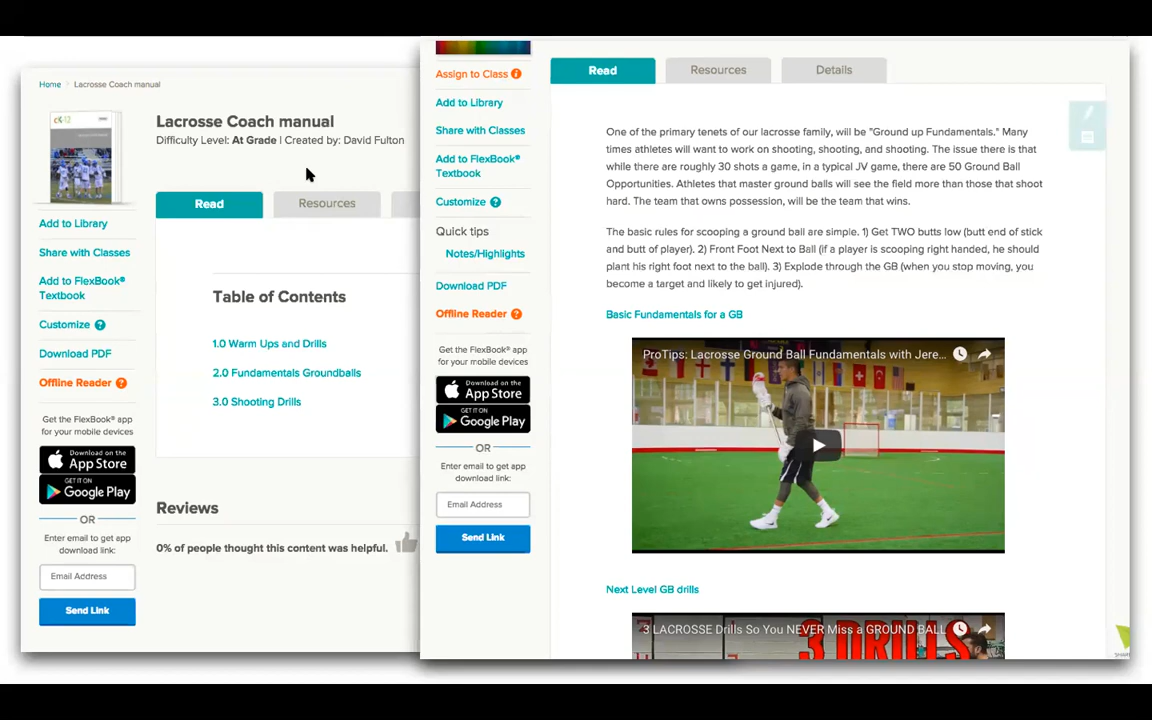 Home › Lacrosse Coach manual
ck-12
Lacrosse Coach manual
Difficulty Level: At Grade | Created by: David Fulton
Add to Library
Share with Classes
Add to FlexBook®
Textbook
Customize ?
Download PDF
Offline Reader ?
Get the FlexBook® app
for your mobile devices
Download on the
App Store
GET IT ON
Google Play
OR
Enter email to get app
download link:
Email Address
Send Link
Read
Resources
Table of Contents
1.0 Warm Ups and Drills
2.0 Fundamentals Groundballs
3.0 Shooting Drills
Reviews
0% of people thought this content was helpful.
Assign to Class i
Add to Library
Share with Classes
Add to FlexBook®
Textbook
Customize ?
Quick tips
Notes/Highlights
Download PDF
Offline Reader ?
Get the FlexBook® app
for your mobile devices
Download on the
App Store
GET IT ON
Google Play
OR
Enter email to get app
download link:
Email Address
Send Link
Read
Resources
Details
One of the primary tenets of our lacrosse family, will be "Ground up Fundamentals." Many
times athletes will want to work on shooting, shooting, and shooting. The issue there is that
while there are roughly 30 shots a game, in a typical JV game, there are 50 Ground Ball
Opportunities. Athletes that master ground balls will see the field more than those that shoot
hard. The team that owns possession, will be the team that wins.
The basic rules for scooping a ground ball are simple. 1) Get TWO butts low (butt end of stick
and butt of player). 2) Front Foot Next to Ball (if a player is scooping right handed, he should
plant his right foot next to the ball). 3) Explode through the GB (when you stop moving, you
become a target and likely to get injured).
Basic Fundamentals for a GB
ProTips: Lacrosse Ground Ball Fundamentals with Jere...
Next Level GB drills
3 LACROSSE Drills So You NEVER Miss a GROUND BALL
3 DRILLS